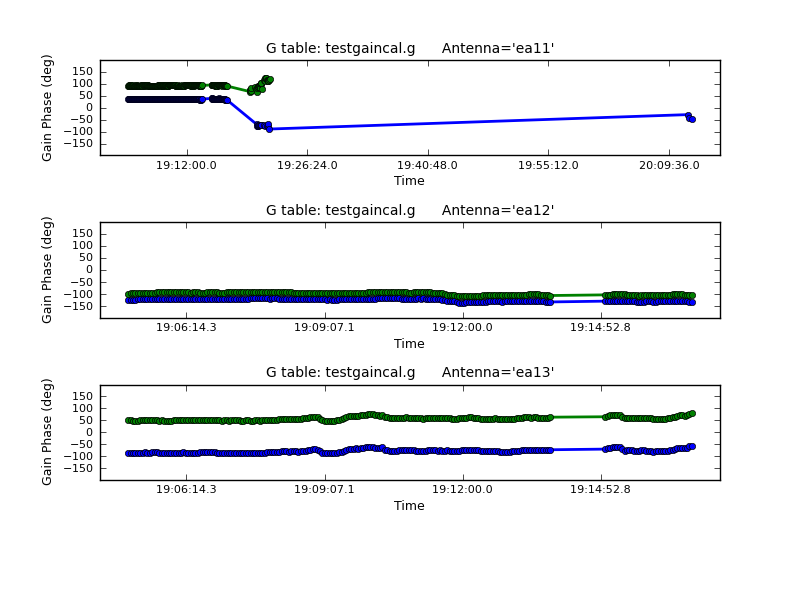 G table: testgaincal.g Antenna='ea11'
Gain Phase (deg)
150
100
50
0
−50
−100
−150
19:12:00.0 19:26:24.0 19:40:48.0 19:55:12.0 20:09:36.0
Time
G table: testgaincal.g Antenna='ea12'
Gain Phase (deg)
150
100
50
0
−50
−100
−150
19:06:14.3 19:09:07.1 19:12:00.0 19:14:52.8
Time
G table: testgaincal.g Antenna='ea13'
Gain Phase (deg)
150
100
50
0
−50
−100
−150
19:06:14.3 19:09:07.1 19:12:00.0 19:14:52.8
Time